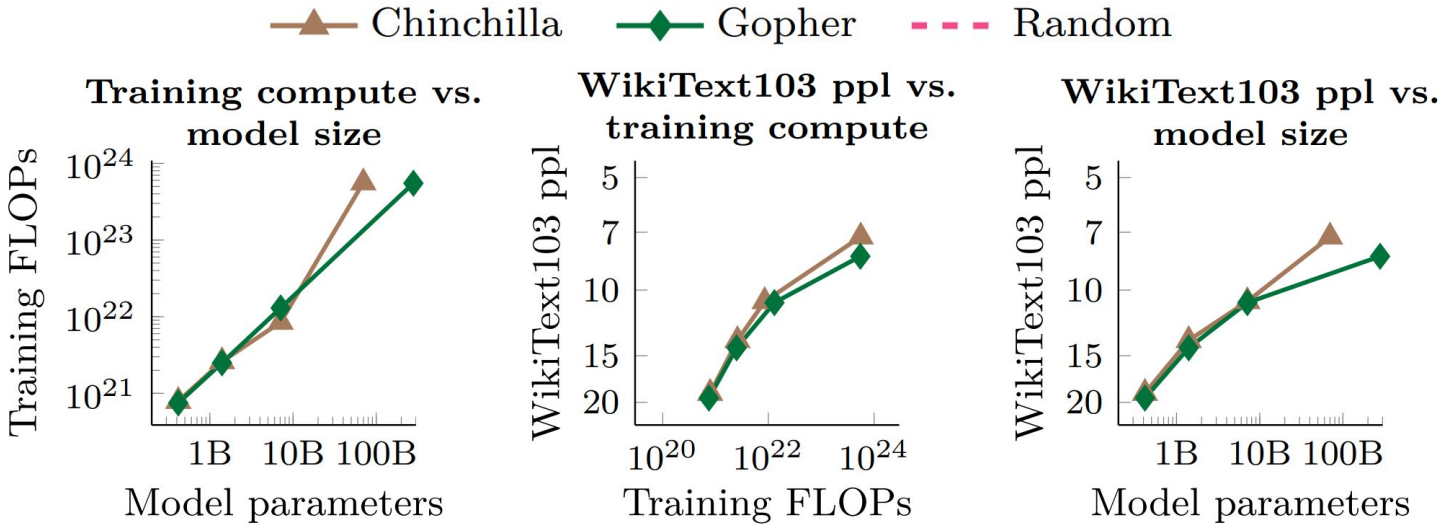 Chinchilla Gopher Random
Training compute vs.
model size
Training FLOPs
10^24
10^23
10^22
10^21
1B 10B 100B
Model parameters
WikiText103 ppl vs.
training compute
WikiText103 ppl
5
7
10
15
20
10^20 10^22 10^24
Training FLOPs
WikiText103 ppl vs.
model size
WikiText103 ppl
5
7
10
15
20
1B 10B 100B
Model parameters